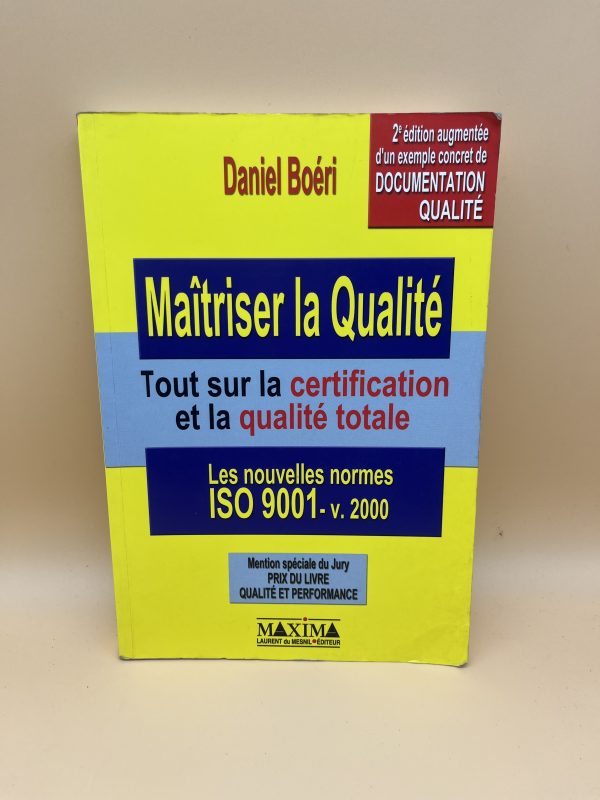 2e édition augmentée
d'un exemple concret de
DOCUMENTATION
QUALITÉ
Daniel Boéri
Maîtriser la Qualité
Tout sur la certification
et la qualité totale
Les nouvelles normes
ISO 9001- v. 2000
Mention spéciale du Jury
PRIX DU LIVRE
QUALITÉ ET PERFORMANCE
MAXIMA
LAURENT du MESNIL•ÉDITEUR